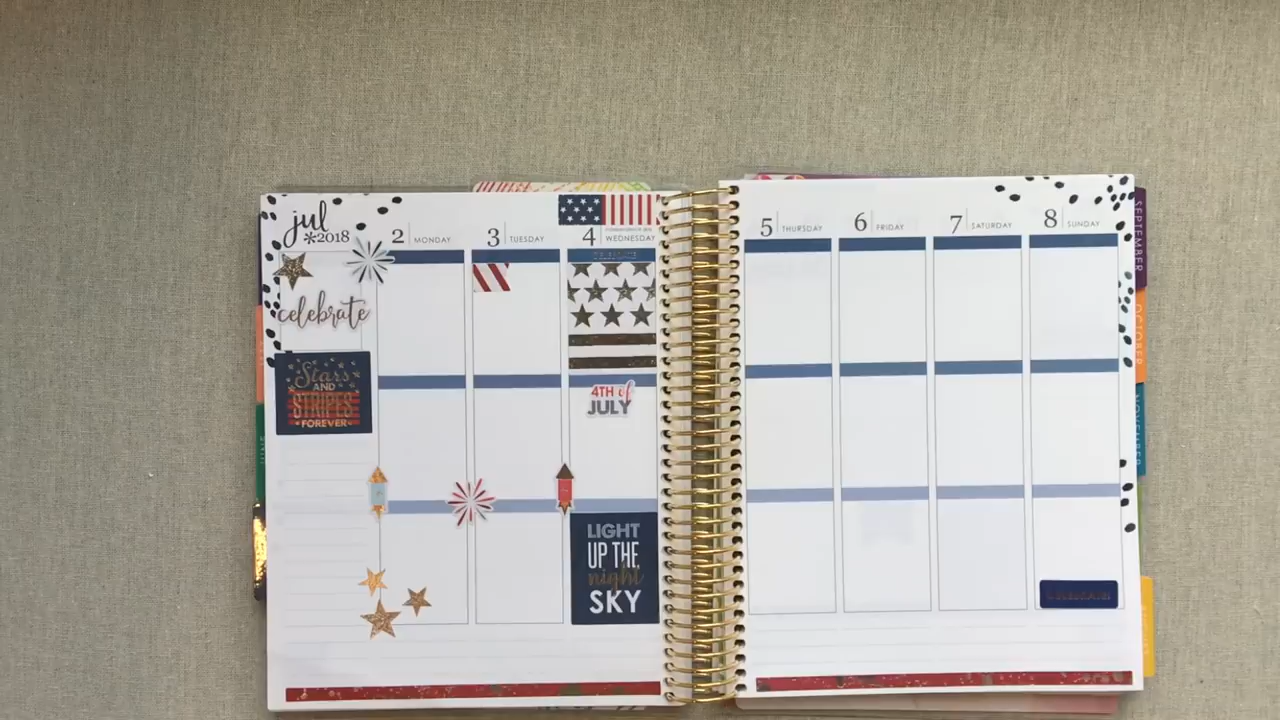 jul
*2018
2 MONDAY
3 TUESDAY
4 WEDNESDAY
5 THURSDAY
6 FRIDAY
7 SATURDAY
8 SUNDAY
celebrate
Stars
AND
STRIPES
FOREVER
4TH of
JULY
LIGHT
UP THE
night
SKY
SEPTEMBER
OCTOBER
NOVEMBER